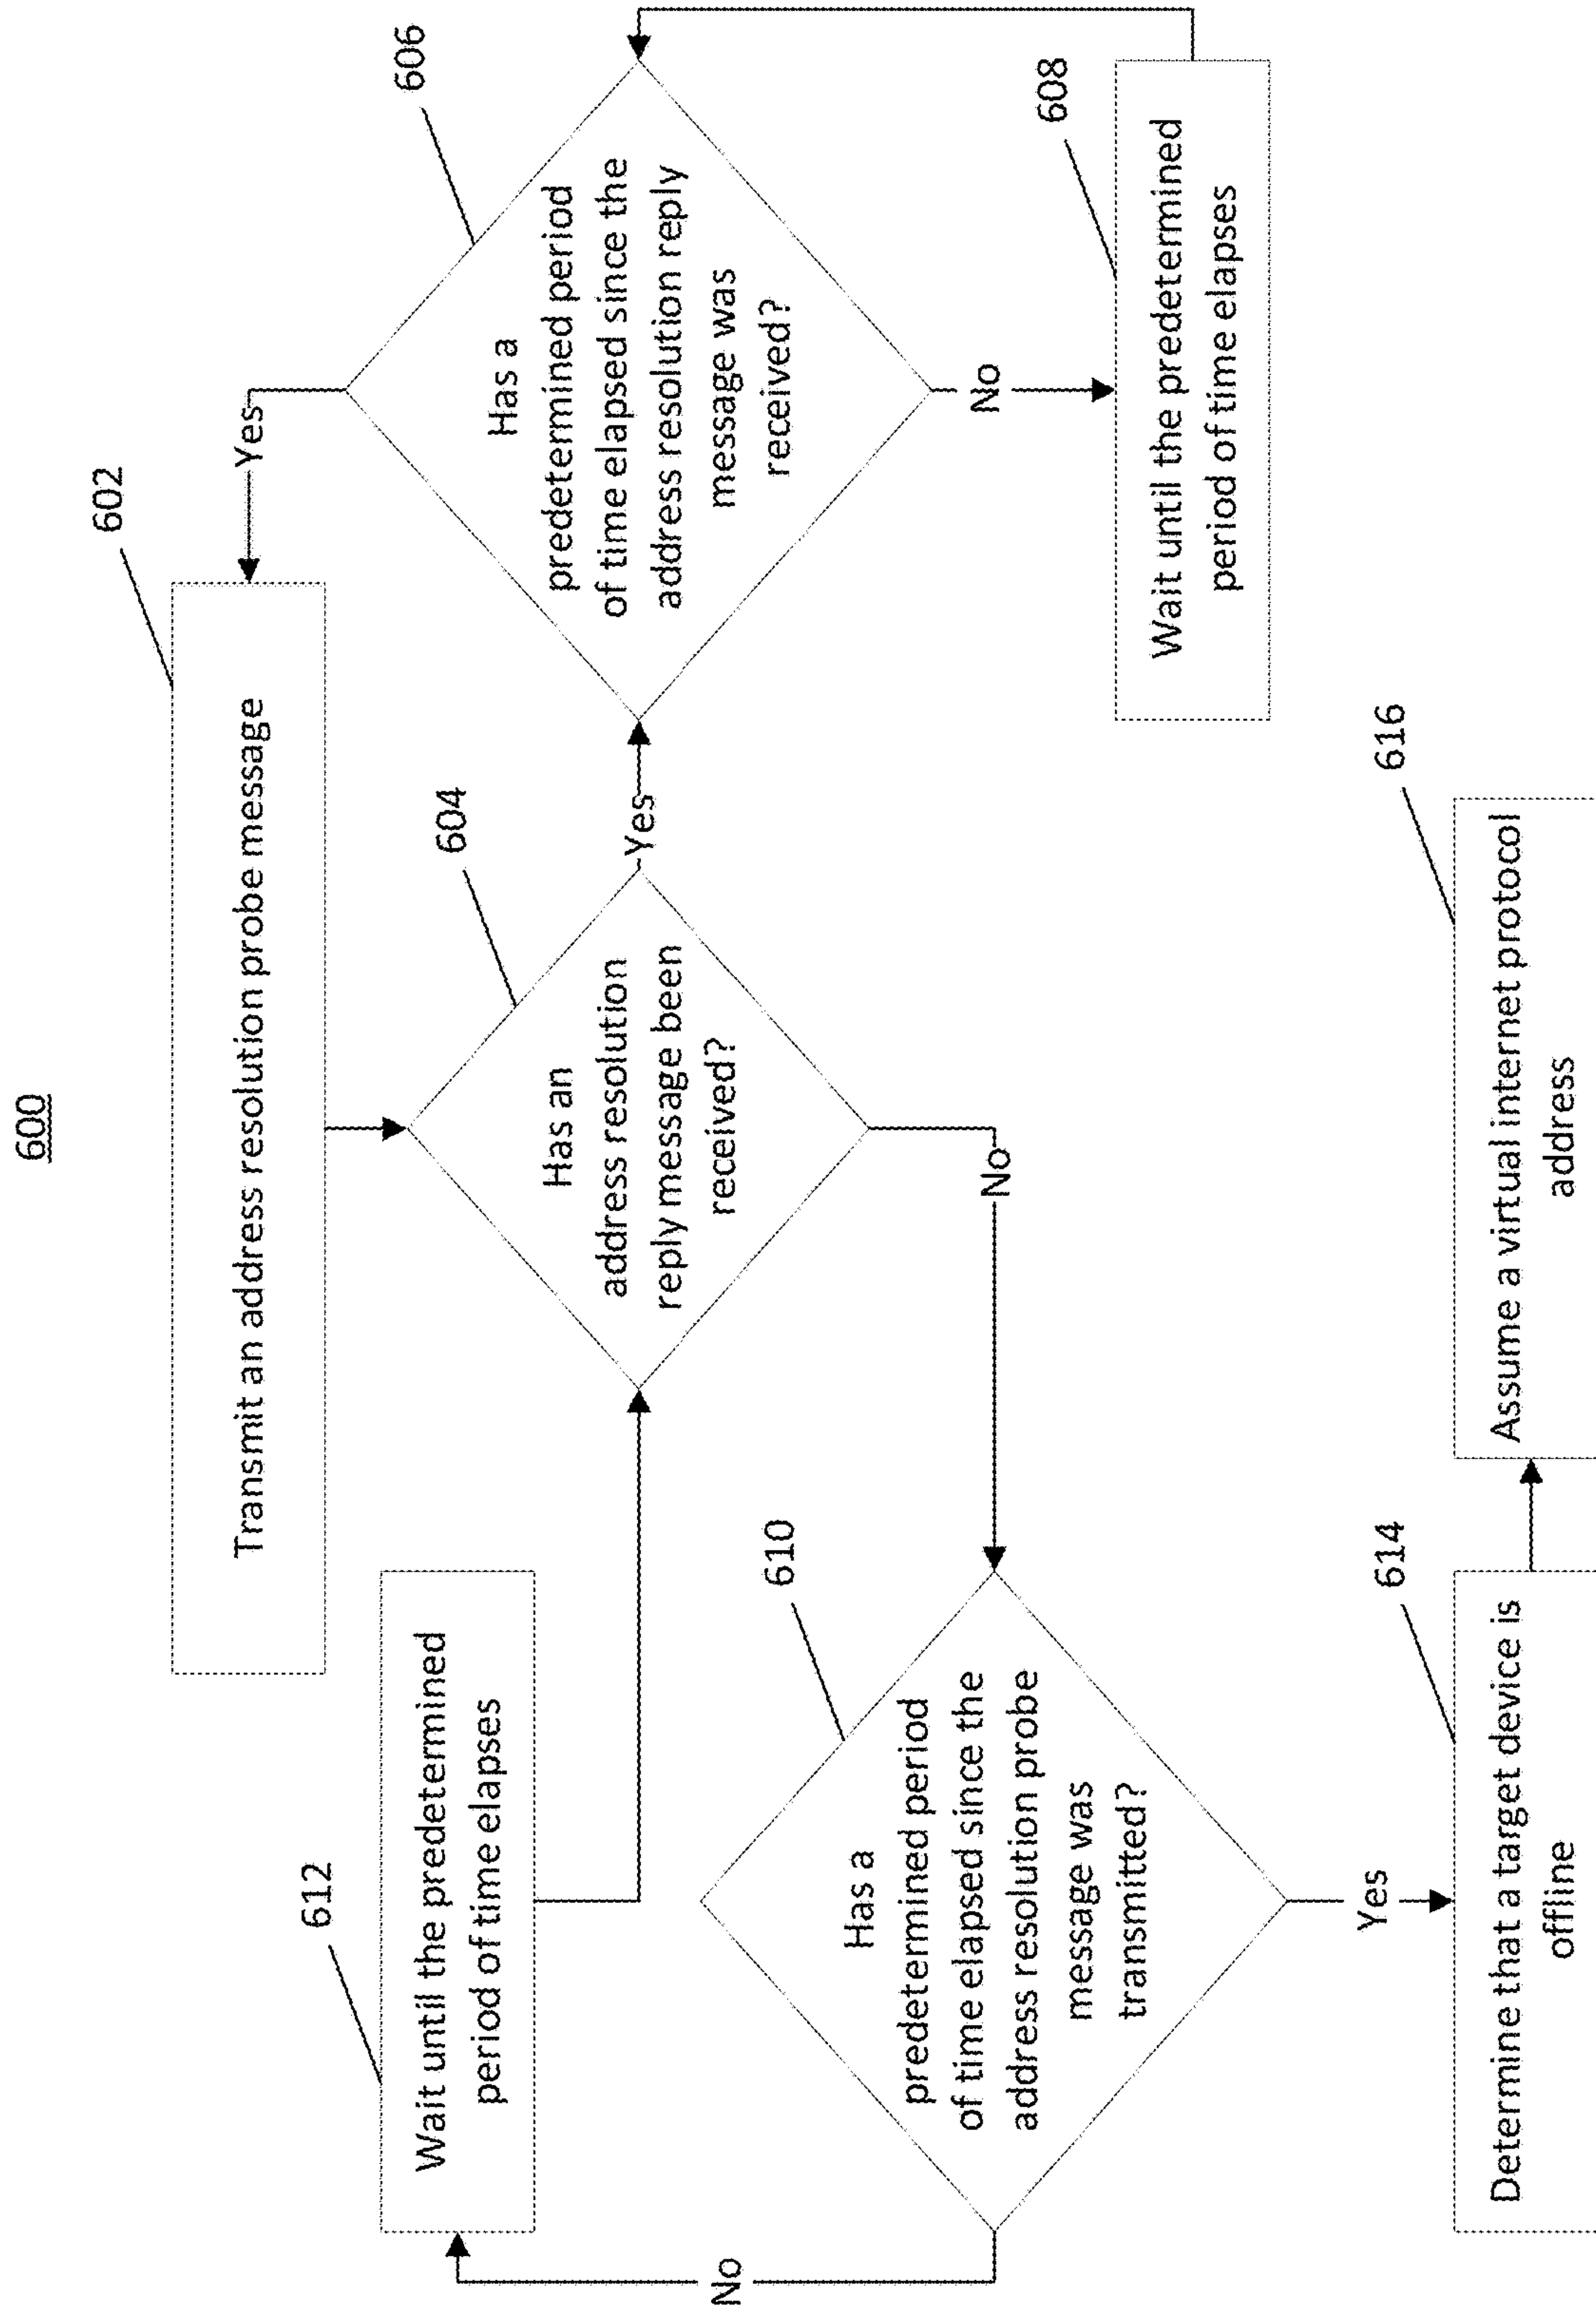 600
602
Transmit an address resolution probe message
Yes
612
Wait until the predetermined
period of time elapses
604
Has an
address resolution
reply message been
received?
Yes
606
Has a
predetermined period
of time elapsed since the
address resolution reply
message was
received?
No
608
Wait until the predetermined
period of time elapses
No
610
Has a
predetermined period
of time elapsed since the
address resolution probe
message was
transmitted?
No
Yes
614
Determine that a target device is
offline
616
Assume a virtual internet protocol
address